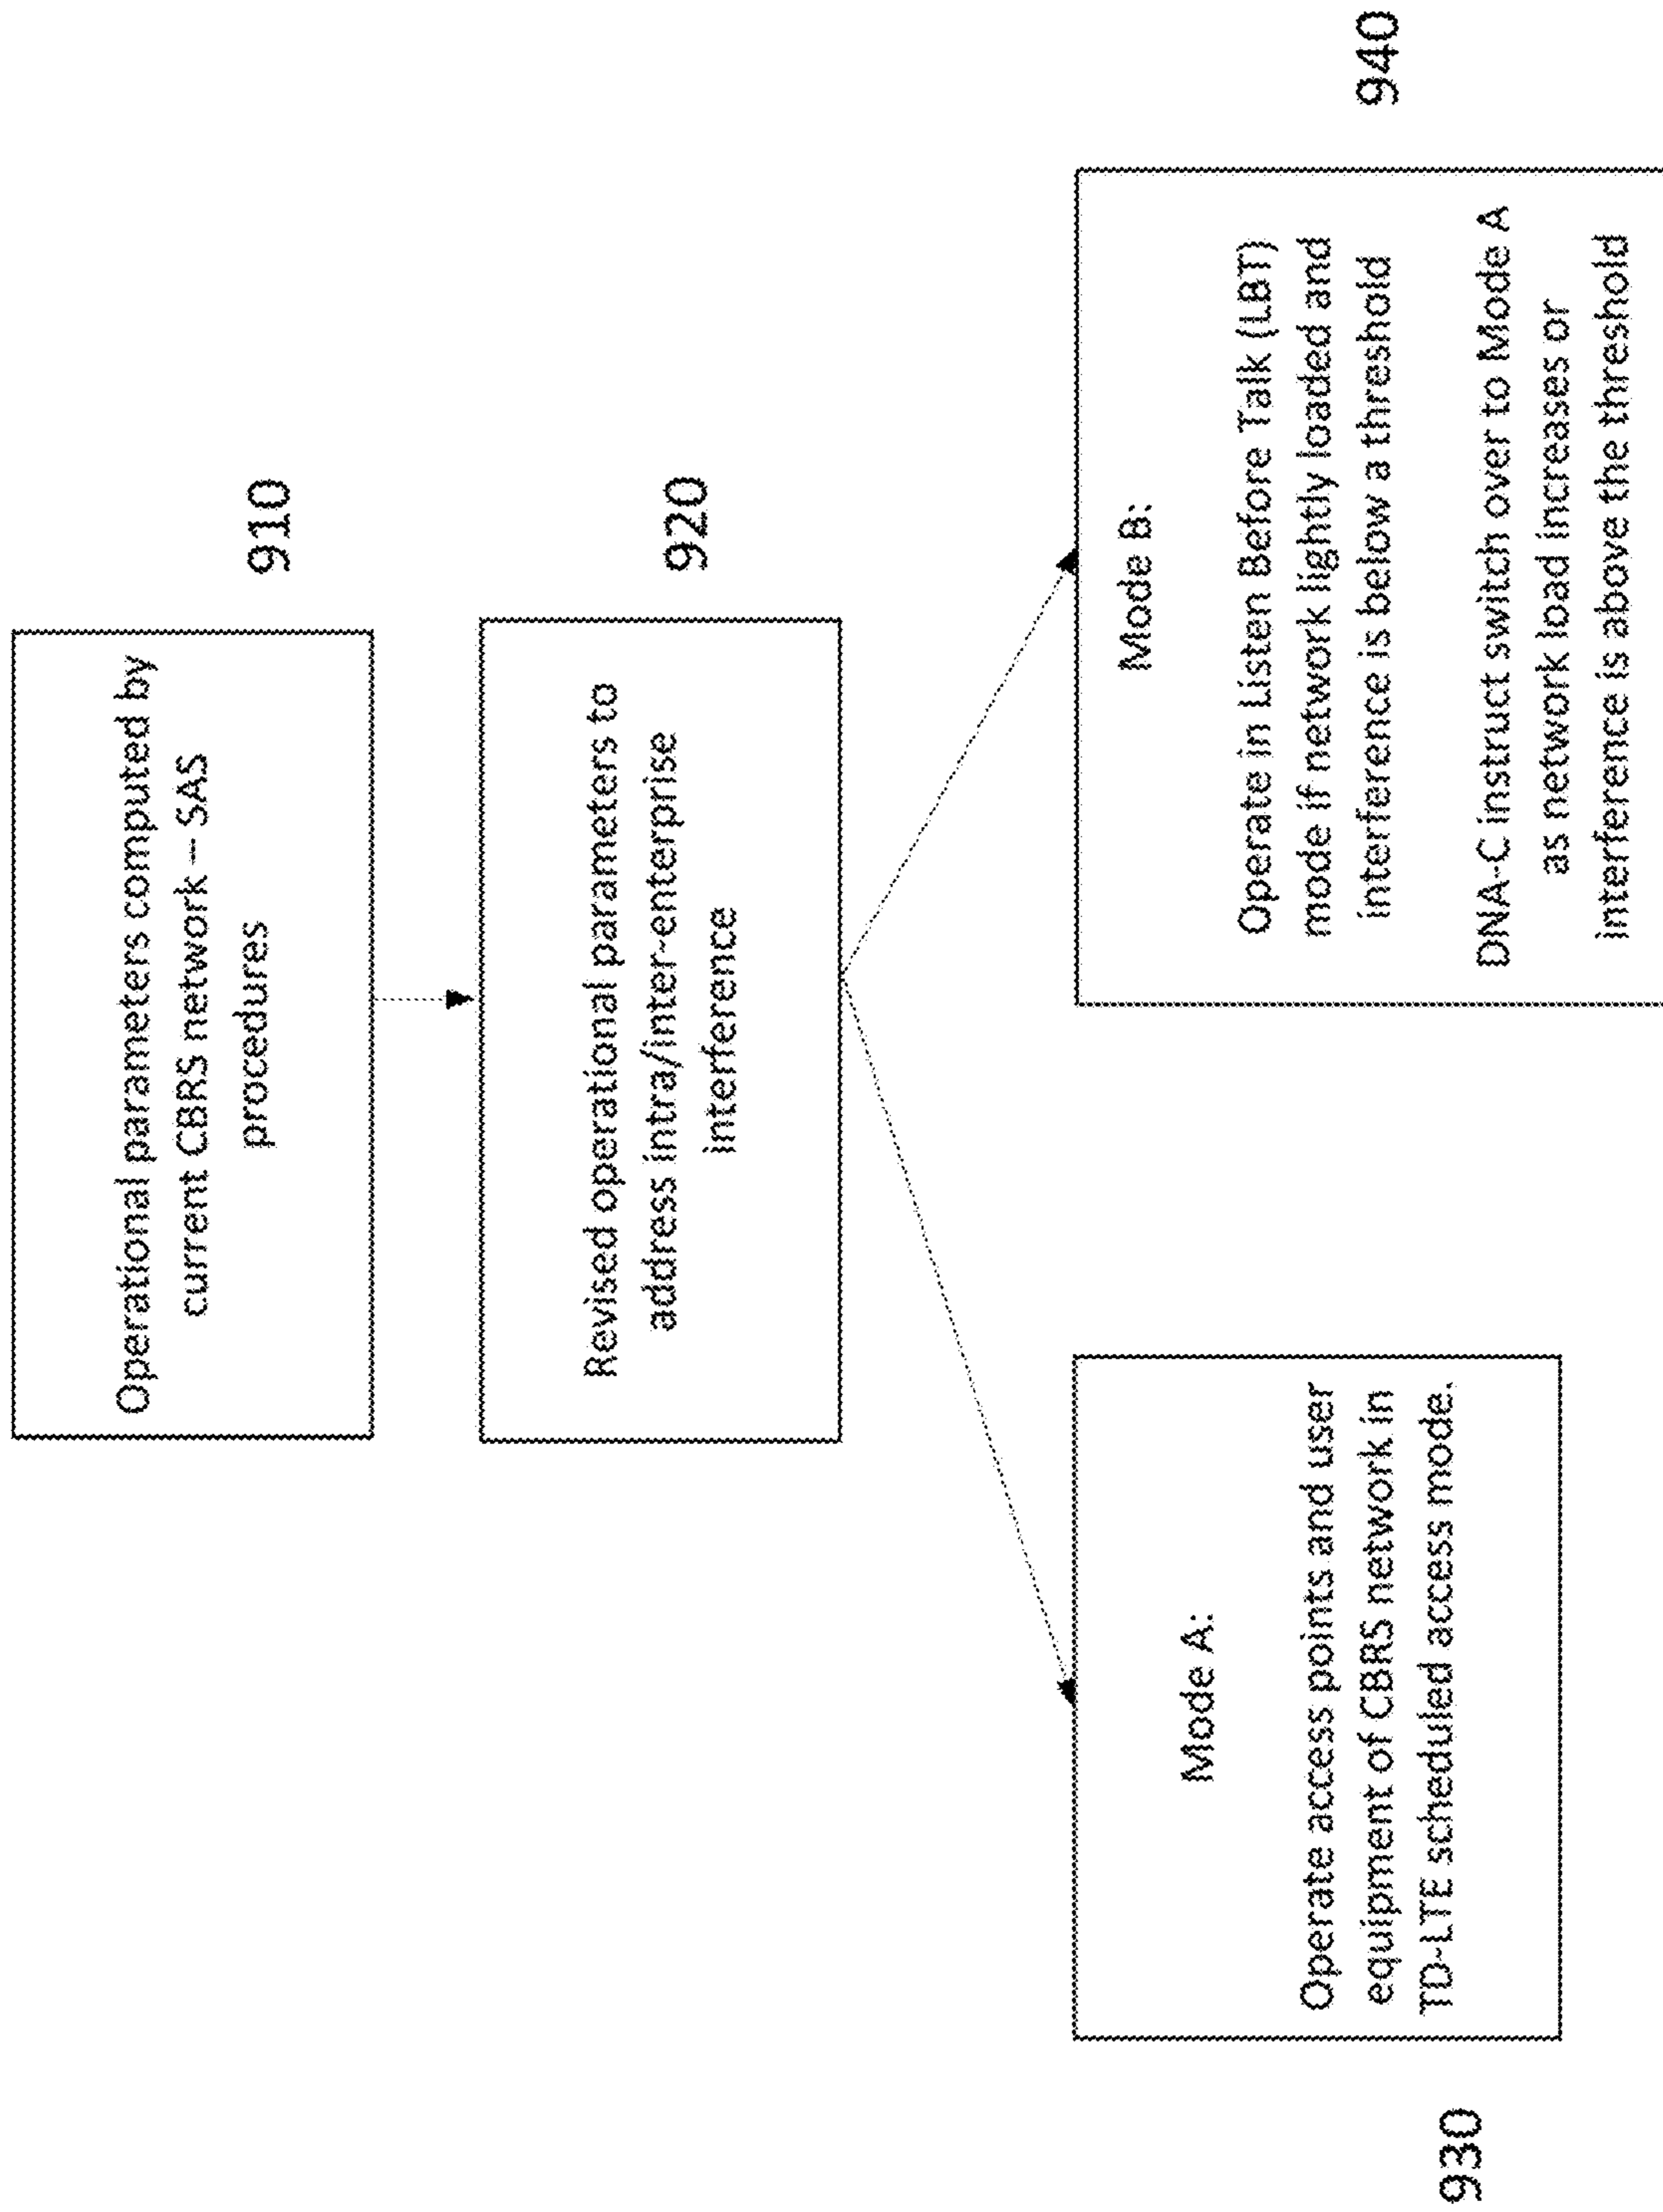 Operational parameters computed by
current CBRS network – SAS
procedures
910
Revised operational parameters to
address intra/inter-enterprise
interference
920
Mode A:
Operate access points and user
equipment of CBRS network in
TD-LTE scheduled access mode.
930
Mode B:
Operate in Listen Before Talk (LBT)
mode if network lightly loaded and
interference is below a threshold
DNA-C instruct switch over to Mode A
as network load increases or
interference is above the threshold
940